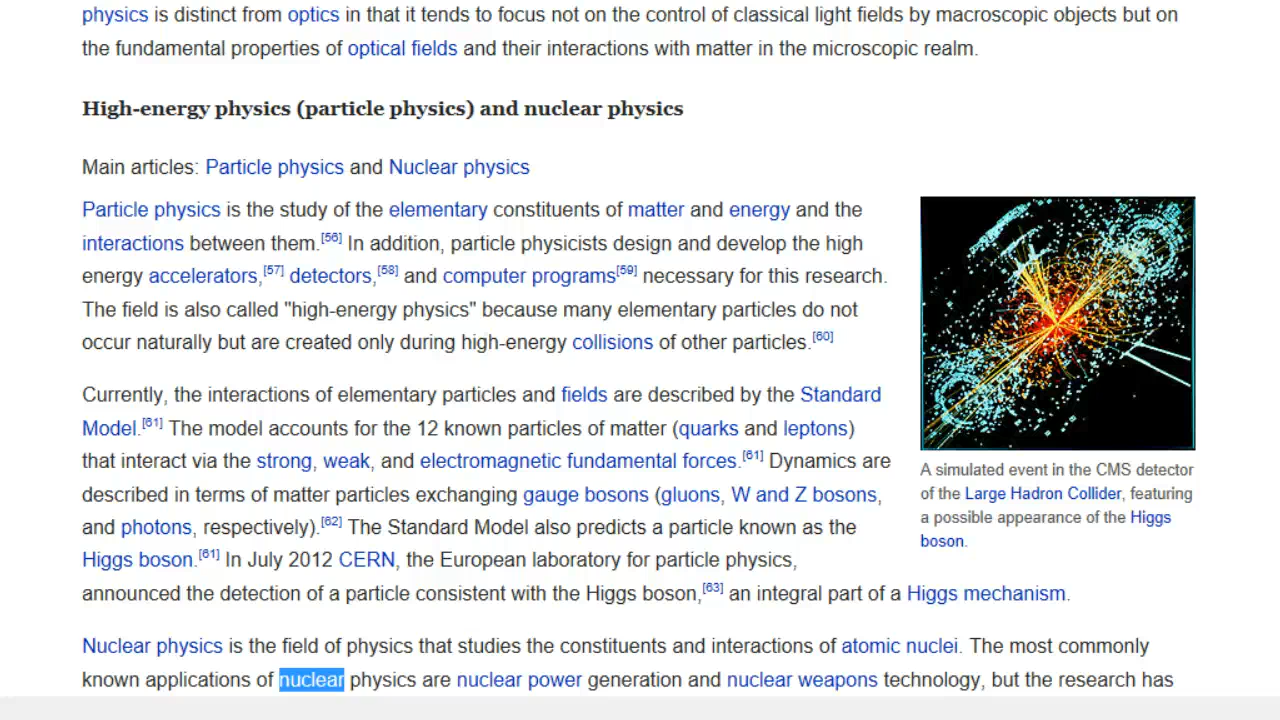 physics is distinct from optics in that it tends to focus not on the control of classical light fields by macroscopic objects but on
the fundamental properties of optical fields and their interactions with matter in the microscopic realm.
High-energy physics (particle physics) and nuclear physics
Main articles: Particle physics and Nuclear physics
Particle physics is the study of the elementary constituents of matter and energy and the
interactions between them.[56] In addition, particle physicists design and develop the high
energy accelerators,[57] detectors,[58] and computer programs[59] necessary for this research.
The field is also called "high-energy physics" because many elementary particles do not
occur naturally but are created only during high-energy collisions of other particles.[60]
Currently, the interactions of elementary particles and fields are described by the Standard
Model.[61] The model accounts for the 12 known particles of matter (quarks and leptons)
that interact via the strong, weak, and electromagnetic fundamental forces.[61] Dynamics are
described in terms of matter particles exchanging gauge bosons (gluons, W and Z bosons,
and photons, respectively).[62] The Standard Model also predicts a particle known as the
Higgs boson.[61] In July 2012 CERN, the European laboratory for particle physics,
announced the detection of a particle consistent with the Higgs boson,[63] an integral part of a Higgs mechanism.
A simulated event in the CMS detector
of the Large Hadron Collider, featuring
a possible appearance of the Higgs
boson.
Nuclear physics is the field of physics that studies the constituents and interactions of atomic nuclei. The most commonly
known applications of nuclear physics are nuclear power generation and nuclear weapons technology, but the research has